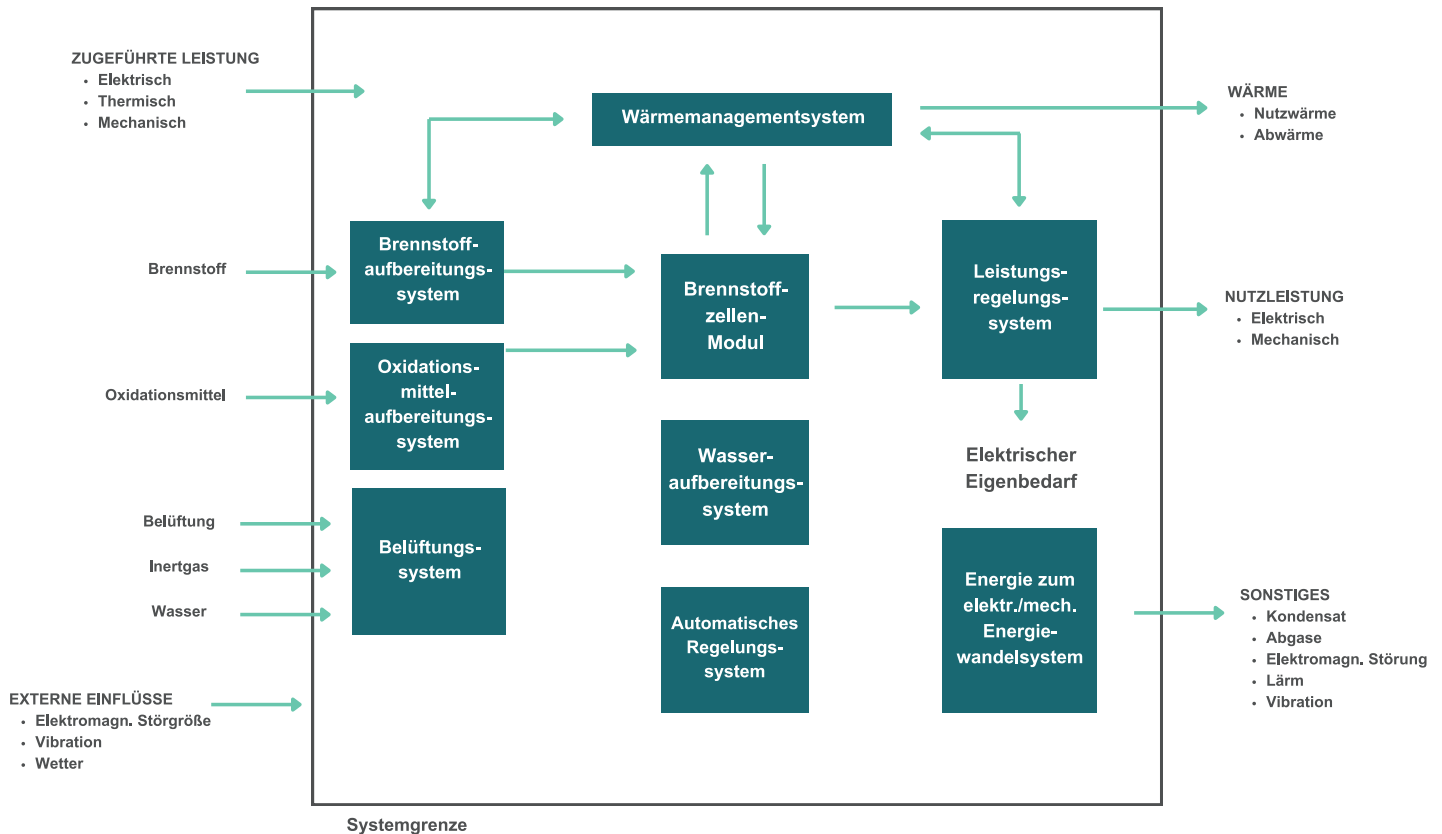 ZUGEFÜHRTE LEISTUNG
• Elektrisch
• Thermisch
• Mechanisch
Brennstoff
Oxidationsmittel
Belüftung
Inertgas
Wasser
EXTERNE EINFLÜSSE
• Elektromagn. Störgröße
• Vibration
• Wetter
Wärmemanagementsystem
Brennstoff-
aufbereitungs-
system
Oxidations-
mittel-
aufbereitungs-
system
Belüftungs-
system
Brennstoff-
zellen-
Modul
Wasser-
aufbereitungs-
system
Automatisches
Regelungs-
system
Leistungs-
regelungs-
system
Elektrischer
Eigenbedarf
Energie zum
elektr./mech.
Energie-
wandelsystem
WÄRME
• Nutzwärme
• Abwärme
NUTZLEISTUNG
• Elektrisch
• Mechanisch
SONSTIGES
• Kondensat
• Abgase
• Elektromagn. Störung
• Lärm
• Vibration
Systemgrenze